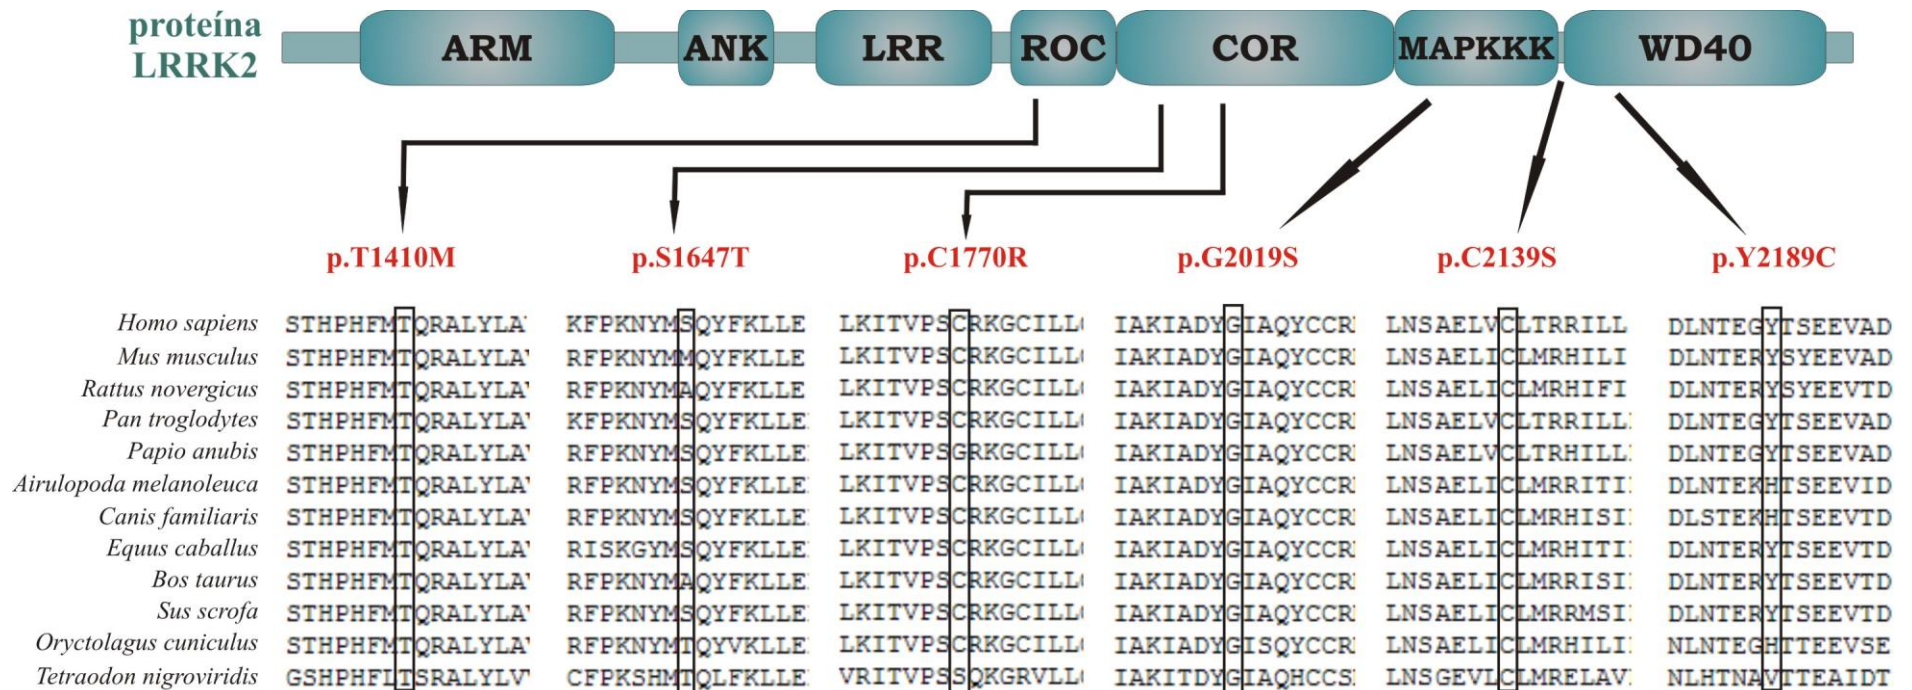 proteína
LRRK2
ARM ANK LRR ROC COR MAPKKK WD40
p.T1410M p.S1647T p.C1770R p.G2019S p.C2139S p.Y2189C
Homo sapiens STHPHFMTQRALYLA KFPKNYMSQYFKLLE LKITVPSCRKGCILL IAKIADYGIAQYCCR LNSAELVCLTRRILL DLNTEGYTSEEVAD
Mus musculus STHPHFMTQRALYLA RFPKNYMMQYFKLLE LKITVPSCRKGCILL IAKIADYGIAQYCCR LNSAELICLMRHILI DLNTERYSYEEVAD
Rattus novergicus STHPHFMTQRALYLA RFPKNYMAQYFKLLE LKITVPSCRKGCILL IAKIADYGIAQYCCR LNSAELICLMRHIFI DLNTERYSYEEVTD
Pan troglodytes STHPHFMTQRALYLA KFPKNYMSQYFKLLE LKITVPSCRKGCILL IAKIADYGIAQYCCR LNSAELVCLTRRILL DLNTEGYTSEEVAD
Papio anubis STHPHFMTQRALYLA RFPKNYMSQYFKLLE LKITVPSGRKGCILL IAKIADYGIAQYCCR LNSAELVCLTRHILL DLNTEGYTSEEVAD
Airulopoda melanoleuca STHPHFMTQRALYLA RFPKNYMSQYFKLLE LKITVPSCRKGCILL IAKIADYGIAQYCCR LNSAELICLMRRITI DLNTEKHTSEEVID
Canis familiaris STHPHFMTQRALYLA RFPKNYMSQYFKLLE LKITVPSCRKGCILL IAKIADYGIAQYCCR LNSAELICLMRHISI DLSTEKHTSEEVTD
Equus caballus STHPHFMTQRALYLA RISKGYMSQYFKLLE LKITVPSCRKGCILL IAKIADYGIAQYCCR LNSAELICLMRHITI DLNTERYTSEEVTD
Bos taurus STHPHFMTQRALYLA RFPKNYMAQYFKLLE LKITVPSCRKGCILL IAKIADYGIAQYCCR LNSAELICLMRRISI DLNTERYTSEEVTD
Sus scrofa STHPHFMTQRALYLA RFPKNYMSQYFKLLE LKITVPSCRKGCILL IAKIADYGIAQYCCR LNSAELICLMRRMSI DLNTERYTSEEVTD
Oryctolagus cuniculus STHPHFMTQRALYLA RFPKNYMTQYVKLLE LKITVPSCRKGCILL IAKIADYGISQYCCR LNSAELICLMRHILI NLNTEGHTTEEVSE
Tetraodon nigroviridis GSHPHFLTSRALYLV CFPKSHMTQLFKLLE VRITVPSSQKGRVLL IAKITDYGIAQHCCS LNSGEVLCLMRELAV NLHTNAVTTEAIDT